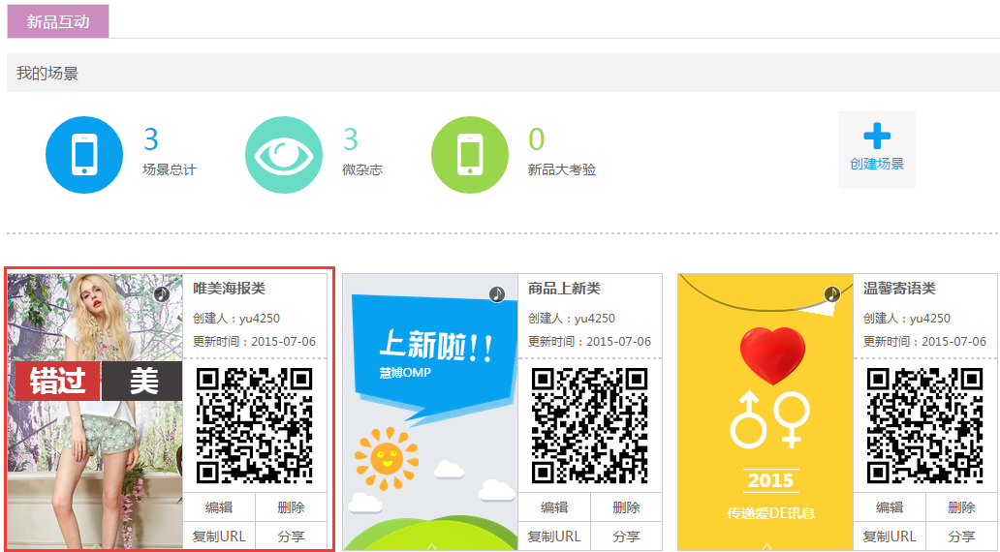 新品互动
我的场景
3
场景总计
3
微杂志
0
新品大考验
创建场景
错过 美
唯美海报类
创建人：yu4250
更新时间：2015-07-06
编辑 删除
复制URL 分享
上新啦!!
慧博OMP
商品上新类
创建人：yu4250
更新时间：2015-07-06
编辑 删除
复制URL 分享
2015
传递爱DE讯息
温馨寄语类
创建人：yu4250
更新时间：2015-07-06
编辑 删除
复制URL 分享